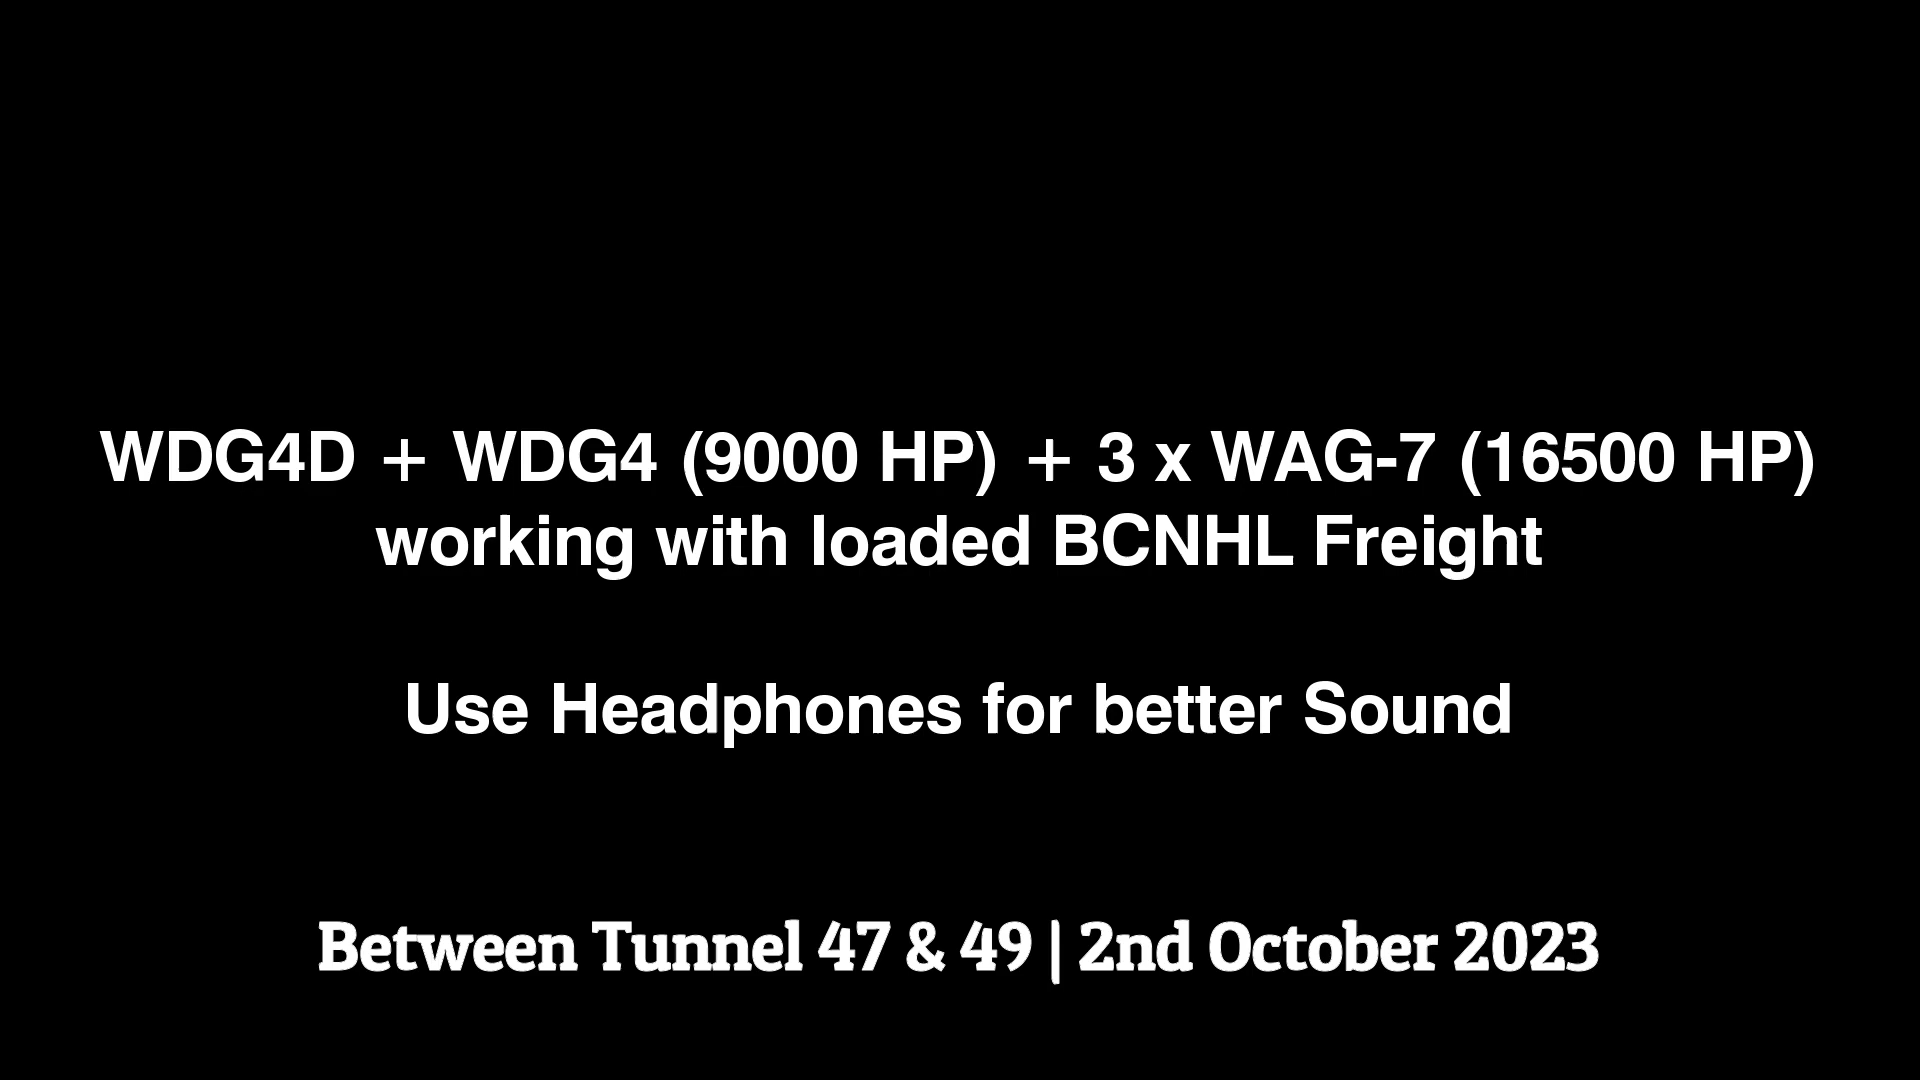 WDG4D + WDG4 (9000 HP) + 3 x WAG-7 (16500 HP)
working with loaded BCNHL Freight
Use Headphones for better Sound
Between Tunnel 47 & 49 | 2nd October 2023